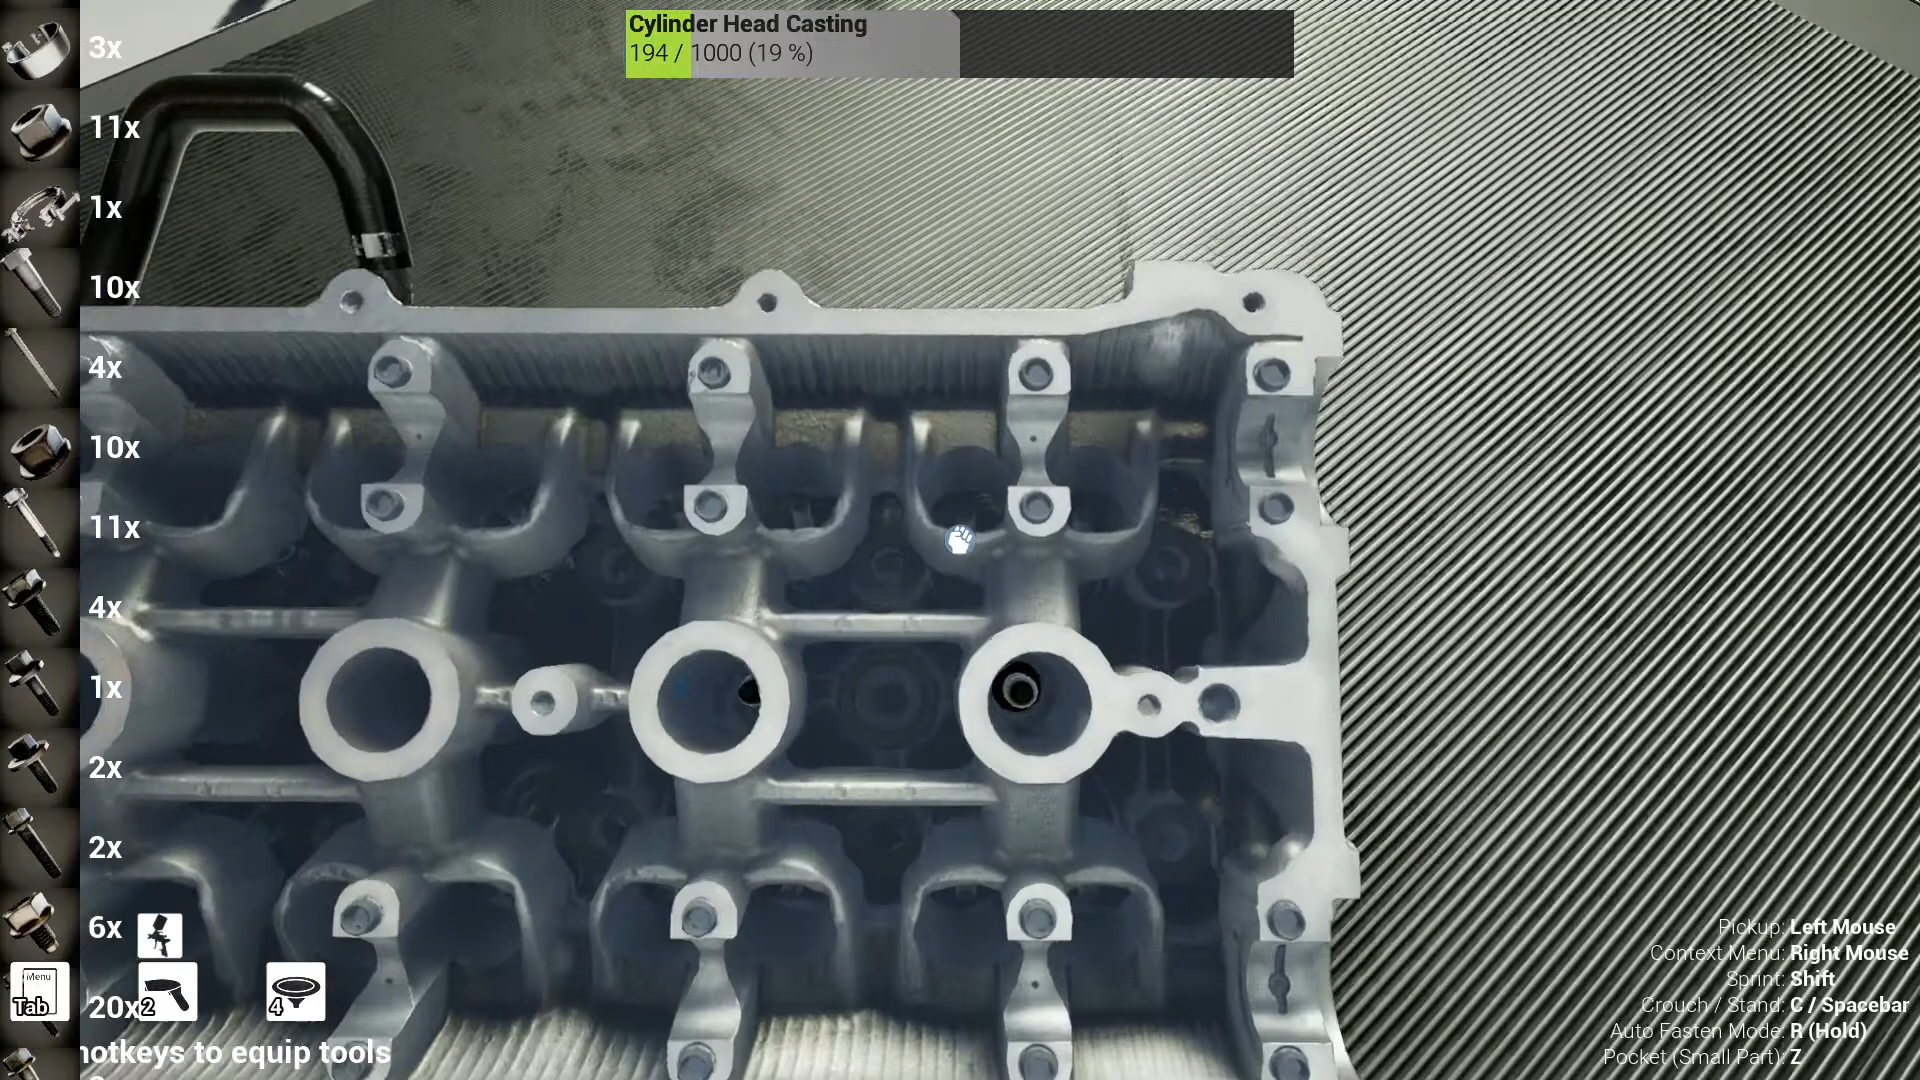 Cylinder Head Casting
194 / 1000 (19 %)
3x
11x
1x
10x
4x
10x
11x
4x
1x
2x
2x
6x
20x
Menu
Tab
2
4
hotkeys to equip tools
Pickup: Left Mouse
Context Menu: Right Mouse
Sprint: Shift
Crouch / Stand: C / Spacebar
Auto Fasten Mode: R (Hold)
Pocket (Small Part): Z